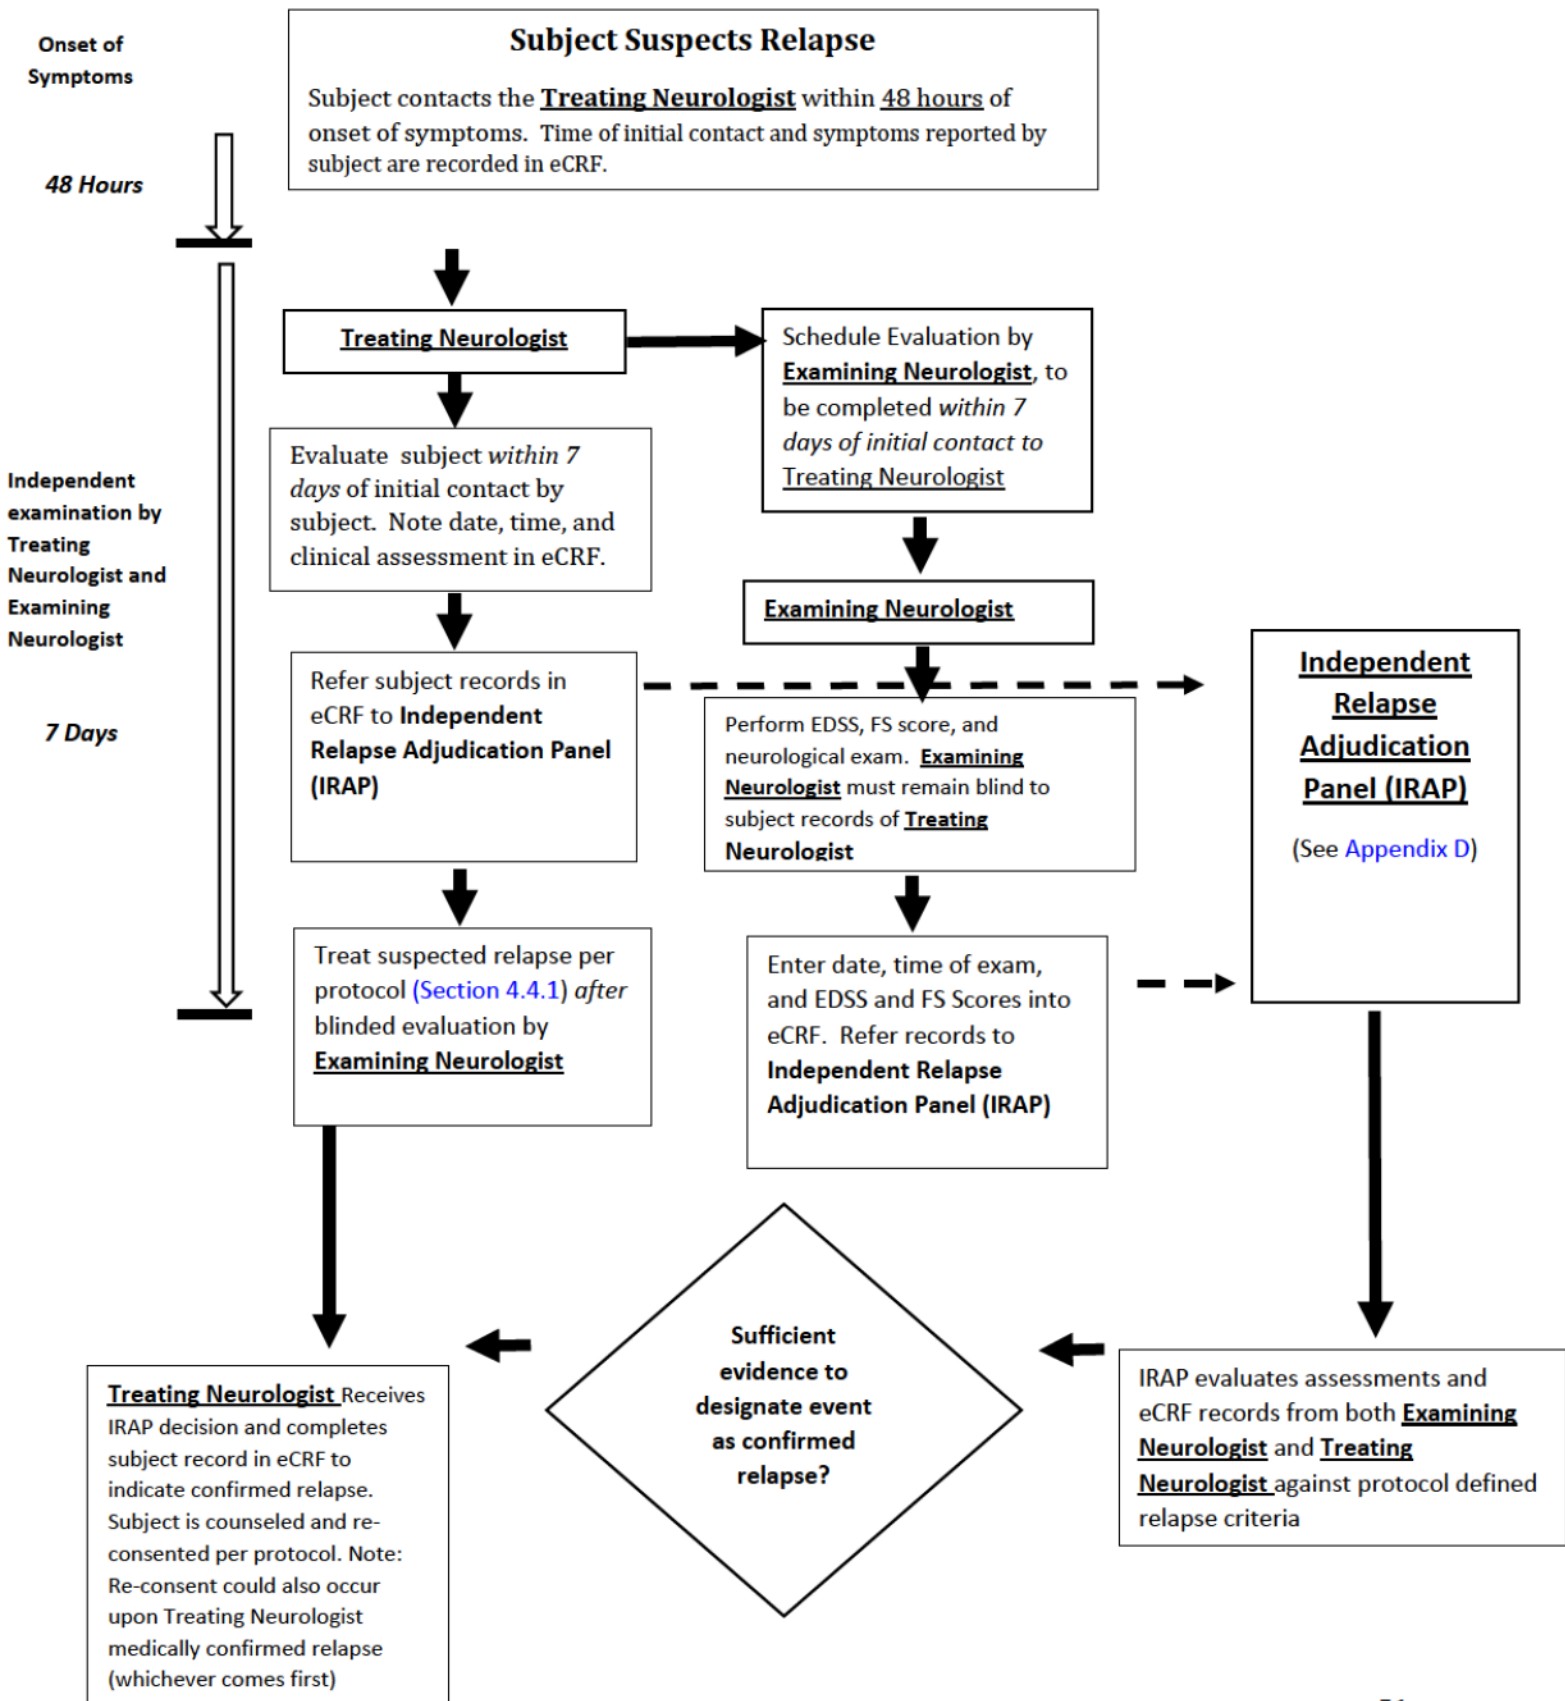 Onset of
Symptoms
Subject Suspects Relapse
Subject contacts the Treating Neurologist within 48 hours of
onset of symptoms. Time of initial contact and symptoms reported by
subject are recorded in eCRF.
48 Hours
Treating Neurologist
Schedule Evaluation by
Examining Neurologist, to
be completed within 7
days of initial contact to
Treating Neurologist
Evaluate subject within 7
days of initial contact by
subject. Note date, time, and
clinical assessment in eCRF.
Independent
examination by
Treating
Neurologist and
Examining
Neurologist
7 Days
Examining Neurologist
Refer subject records in
eCRF to Independent
Relapse Adjudication Panel
(IRAP)
Perform EDSS, FS score, and
neurological exam. Examining
Neurologist must remain blind to
subject records of Treating
Neurologist
Independent
Relapse
Adjudication
Panel (IRAP)
(See Appendix D)
Treat suspected relapse per
protocol (Section 4.4.1) after
blinded evaluation by
Examining Neurologist
Enter date, time of exam,
and EDSS and FS Scores into
eCRF. Refer records to
Independent Relapse
Adjudication Panel (IRAP)
Sufficient
evidence to
designate event
as confirmed
relapse?
IRAP evaluates assessments and
eCRF records from both Examining
Neurologist and Treating
Neurologist against protocol defined
relapse criteria
Treating Neurologist Receives
IRAP decision and completes
subject record in eCRF to
indicate confirmed relapse.
Subject is counseled and re-
consented per protocol. Note:
Re-consent could also occur
upon Treating Neurologist
medically confirmed relapse
(whichever comes first)